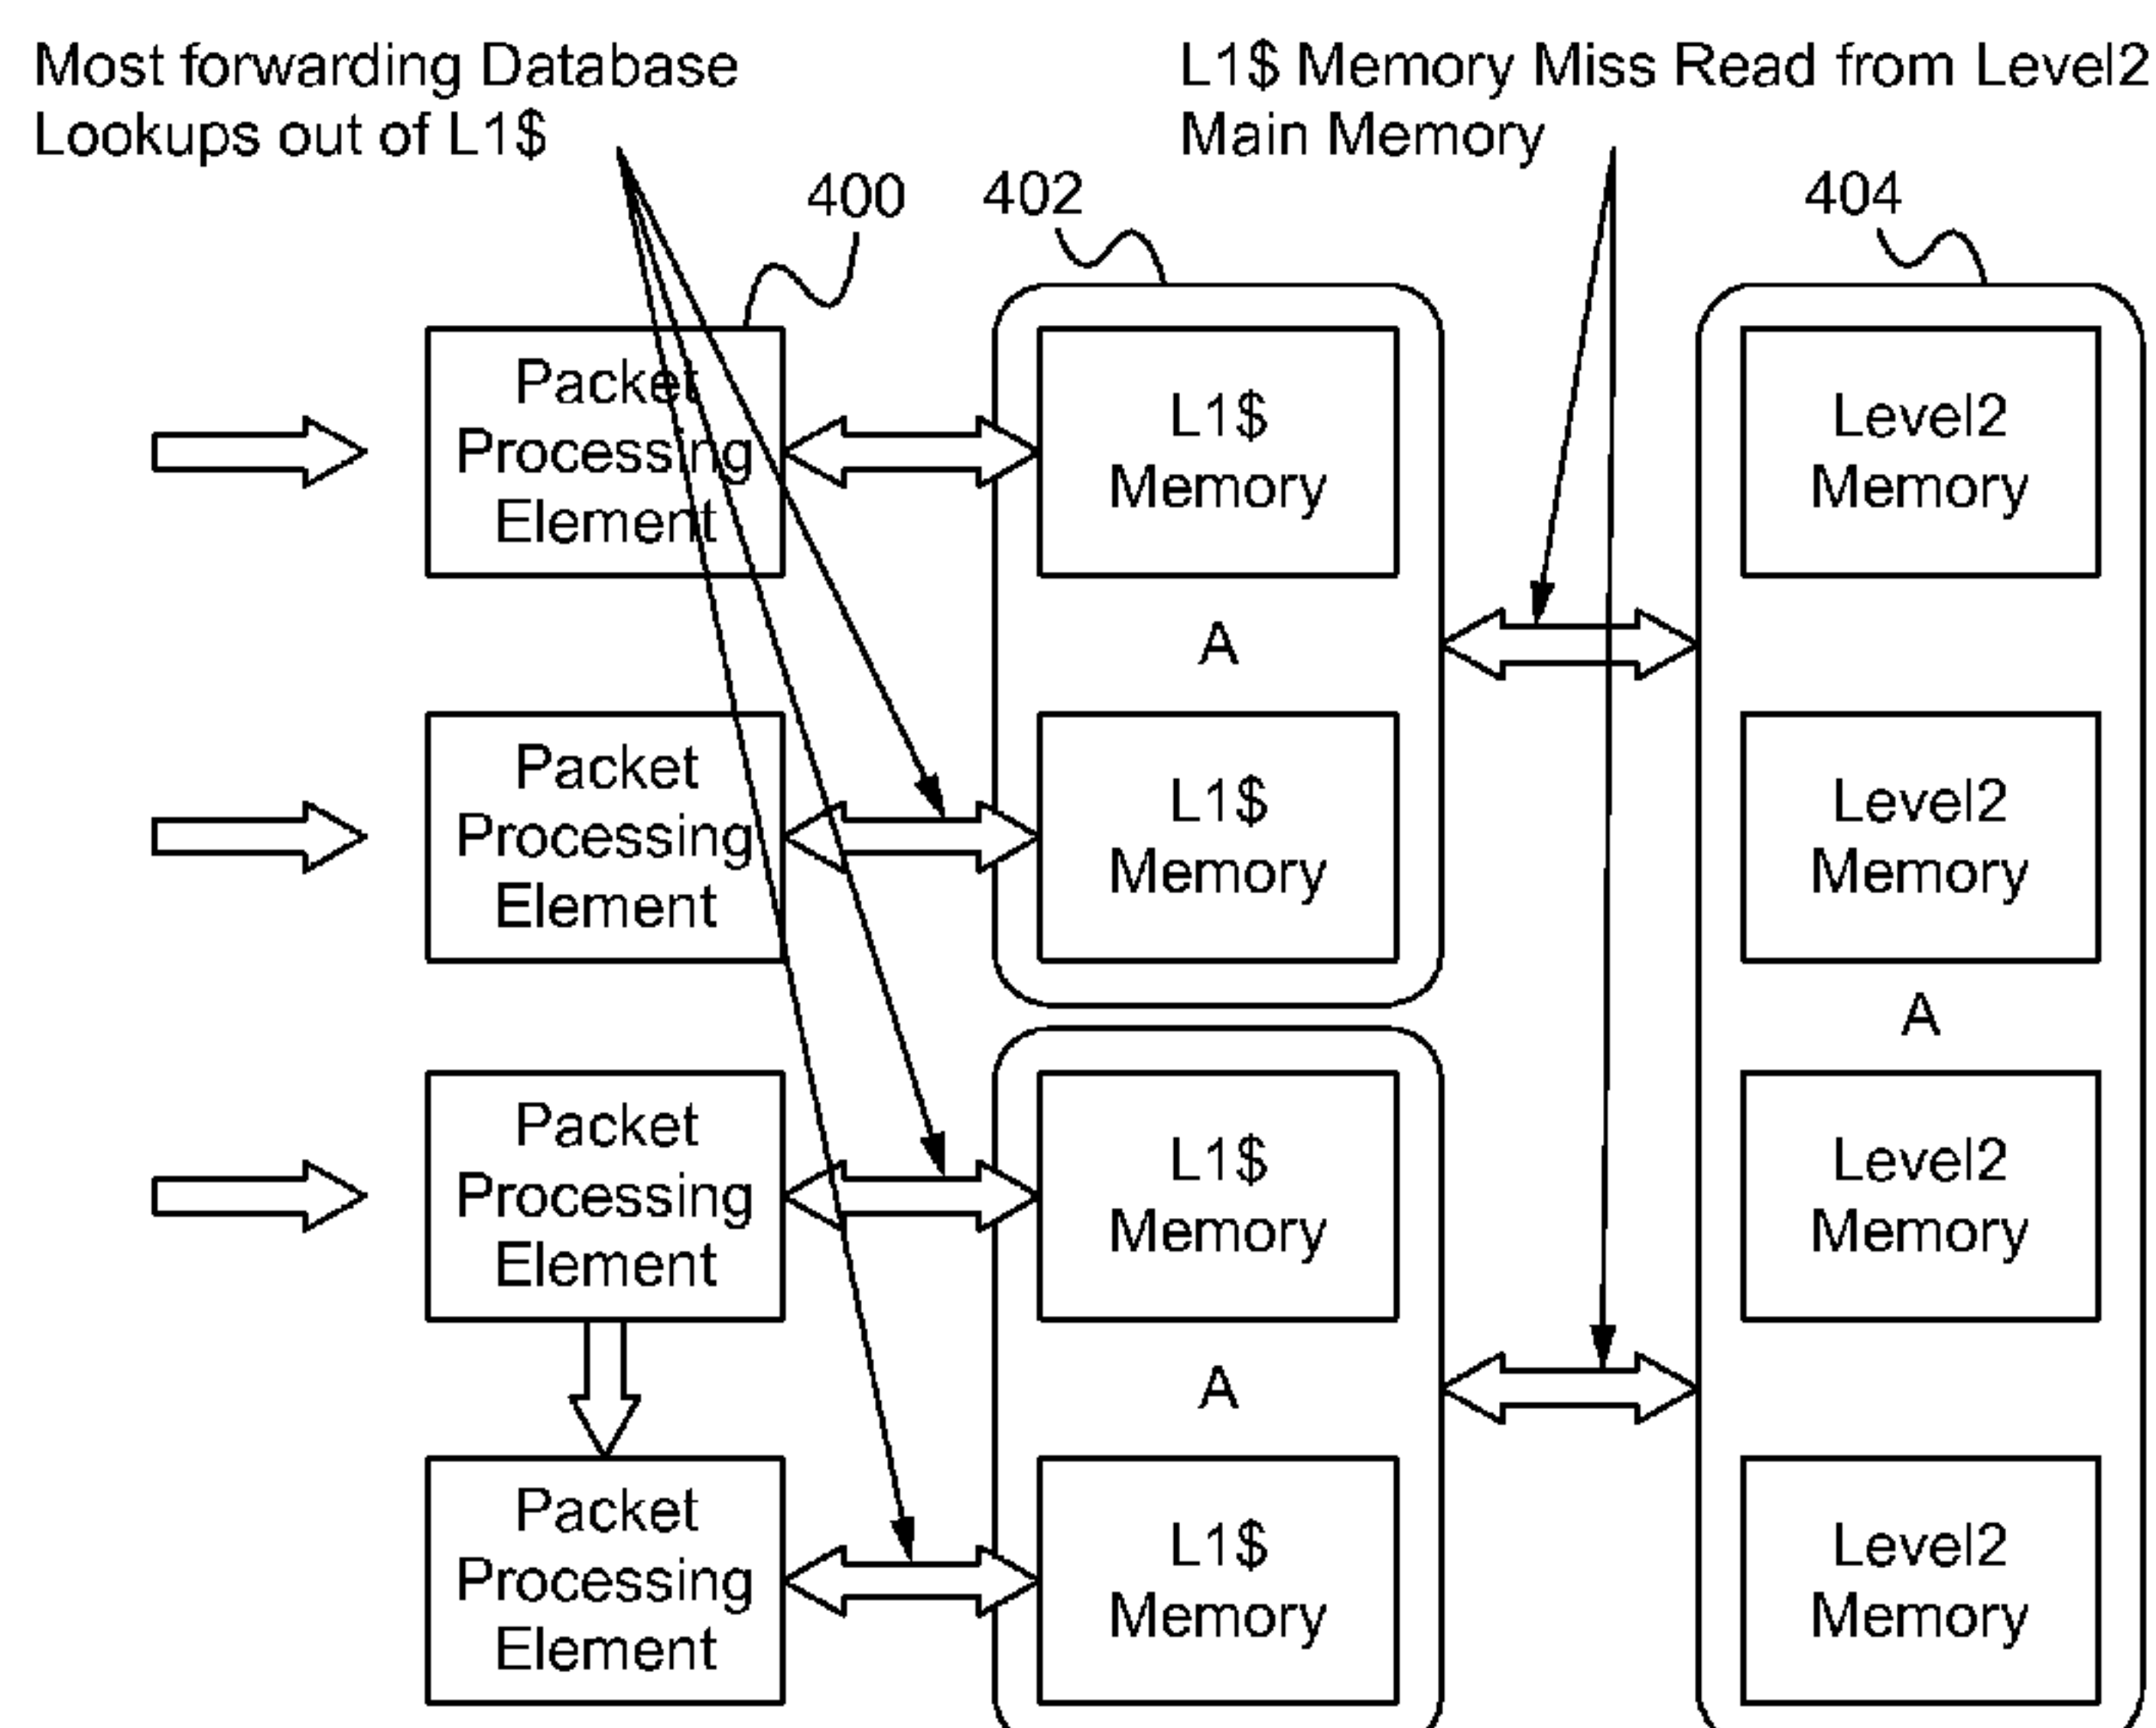 Most forwarding Database
Lookups out of L1$
L1$ Memory Miss Read from Level2
Main Memory
400
402
404
Packet
Processing
Element
L1$
Memory
Level2
Memory
A
Packet
Processing
Element
L1$
Memory
Level2
Memory
A
Packet
Processing
Element
L1$
Memory
Level2
Memory
A
Packet
Processing
Element
L1$
Memory
Level2
Memory